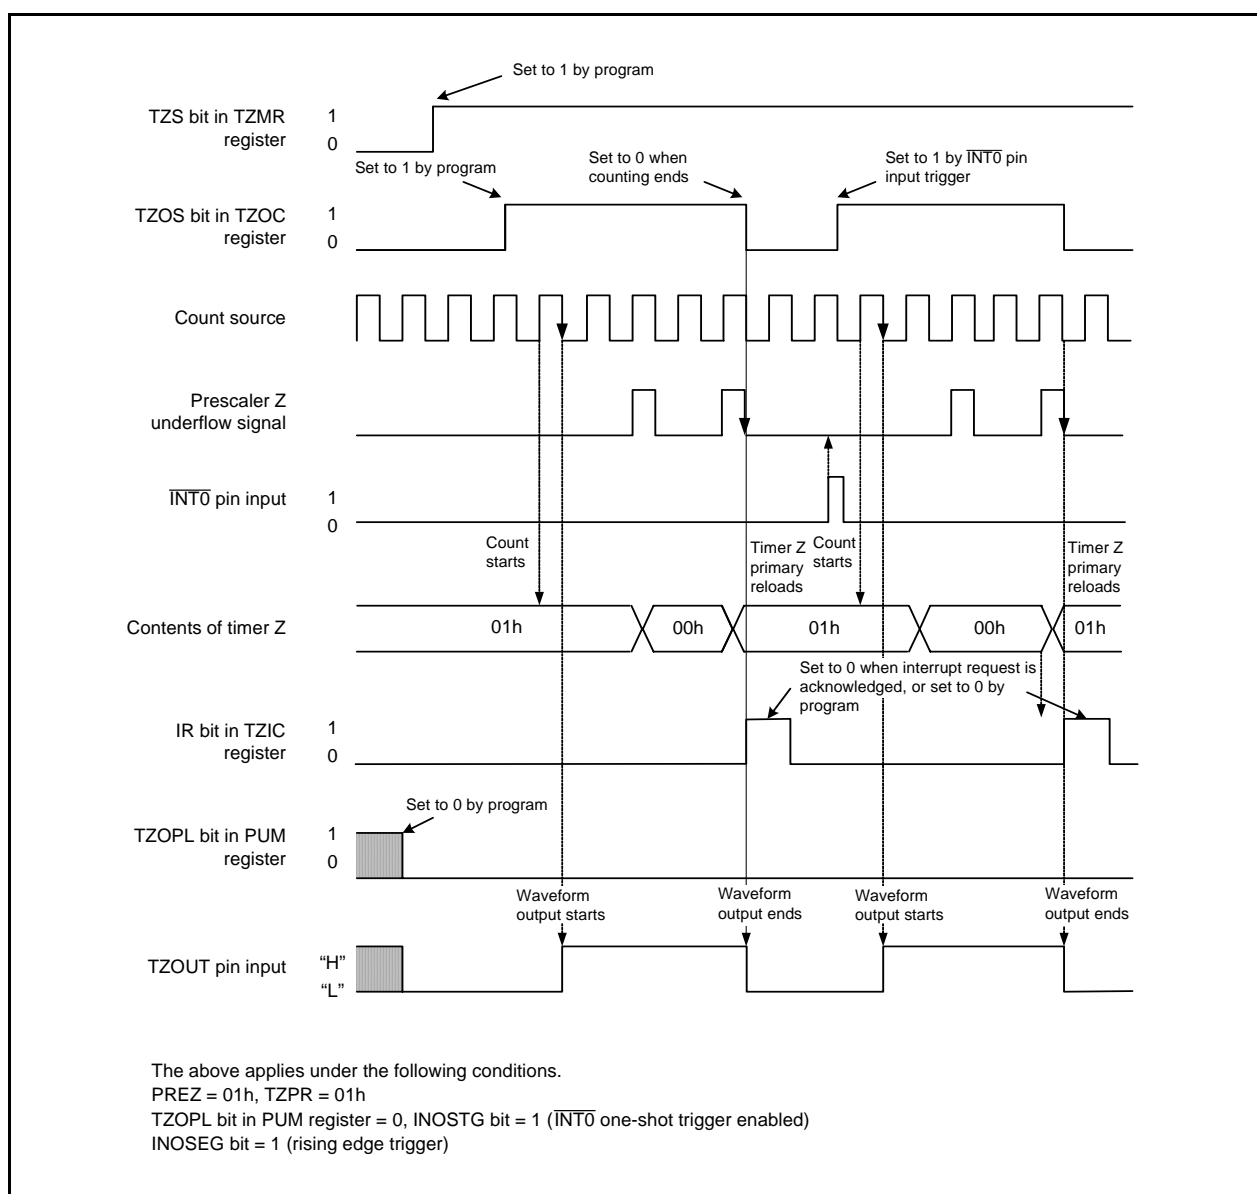 Set to 1 by program
TZS bit in TZMR
register
1
0
Set to 1 by program
Set to 0 when
counting ends
Set to 1 by INT0 pin
input trigger
TZOS bit in TZOC
register
1
0
Count source
Prescaler Z
underflow signal
INT0 pin input
1
0
Count
starts
Timer Z
primary
reloads
Count
starts
Timer Z
primary
reloads
Contents of timer Z
01h
00h
01h
00h
01h
Set to 0 when interrupt request is
acknowledged, or set to 0 by
program
IR bit in TZIC
register
1
0
Set to 0 by program
TZOPL bit in PUM
register
1
0
Waveform
output starts
Waveform
output ends
Waveform
output starts
Waveform
output ends
TZOUT pin input
“H”
“L”
The above applies under the following conditions.
PREZ = 01h, TZPR = 01h
TZOPL bit in PUM register = 0, INOSTG bit = 1 (INT0 one-shot trigger enabled)
INOSEG bit = 1 (rising edge trigger)